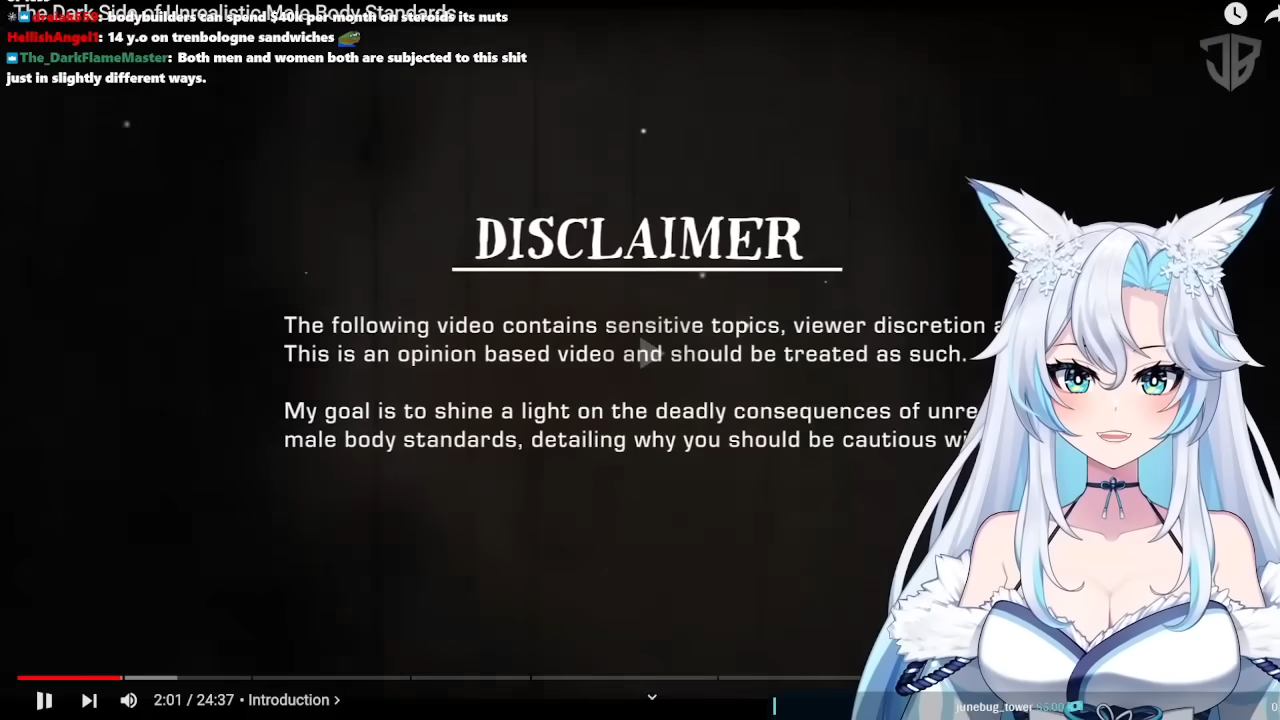 The Dark Side of Unrealistic Male Body Standards
bodybuilders can spend $40k per month on steroids its nuts
HellishAngel1: 14 y.o on trenbologne sandwiches
The_DarkFlameMaster: Both men and women both are subjected to this shit
just in slightly different ways.
JB
DISCLAIMER
The following video contains sensitive topics, viewer discretion
This is an opinion based video and should be treated as such.
My goal is to shine a light on the deadly consequences of unre
male body standards, detailing why you should be cautious wi
2:01 / 24:37 • Introduction
junebug_tower $5.00